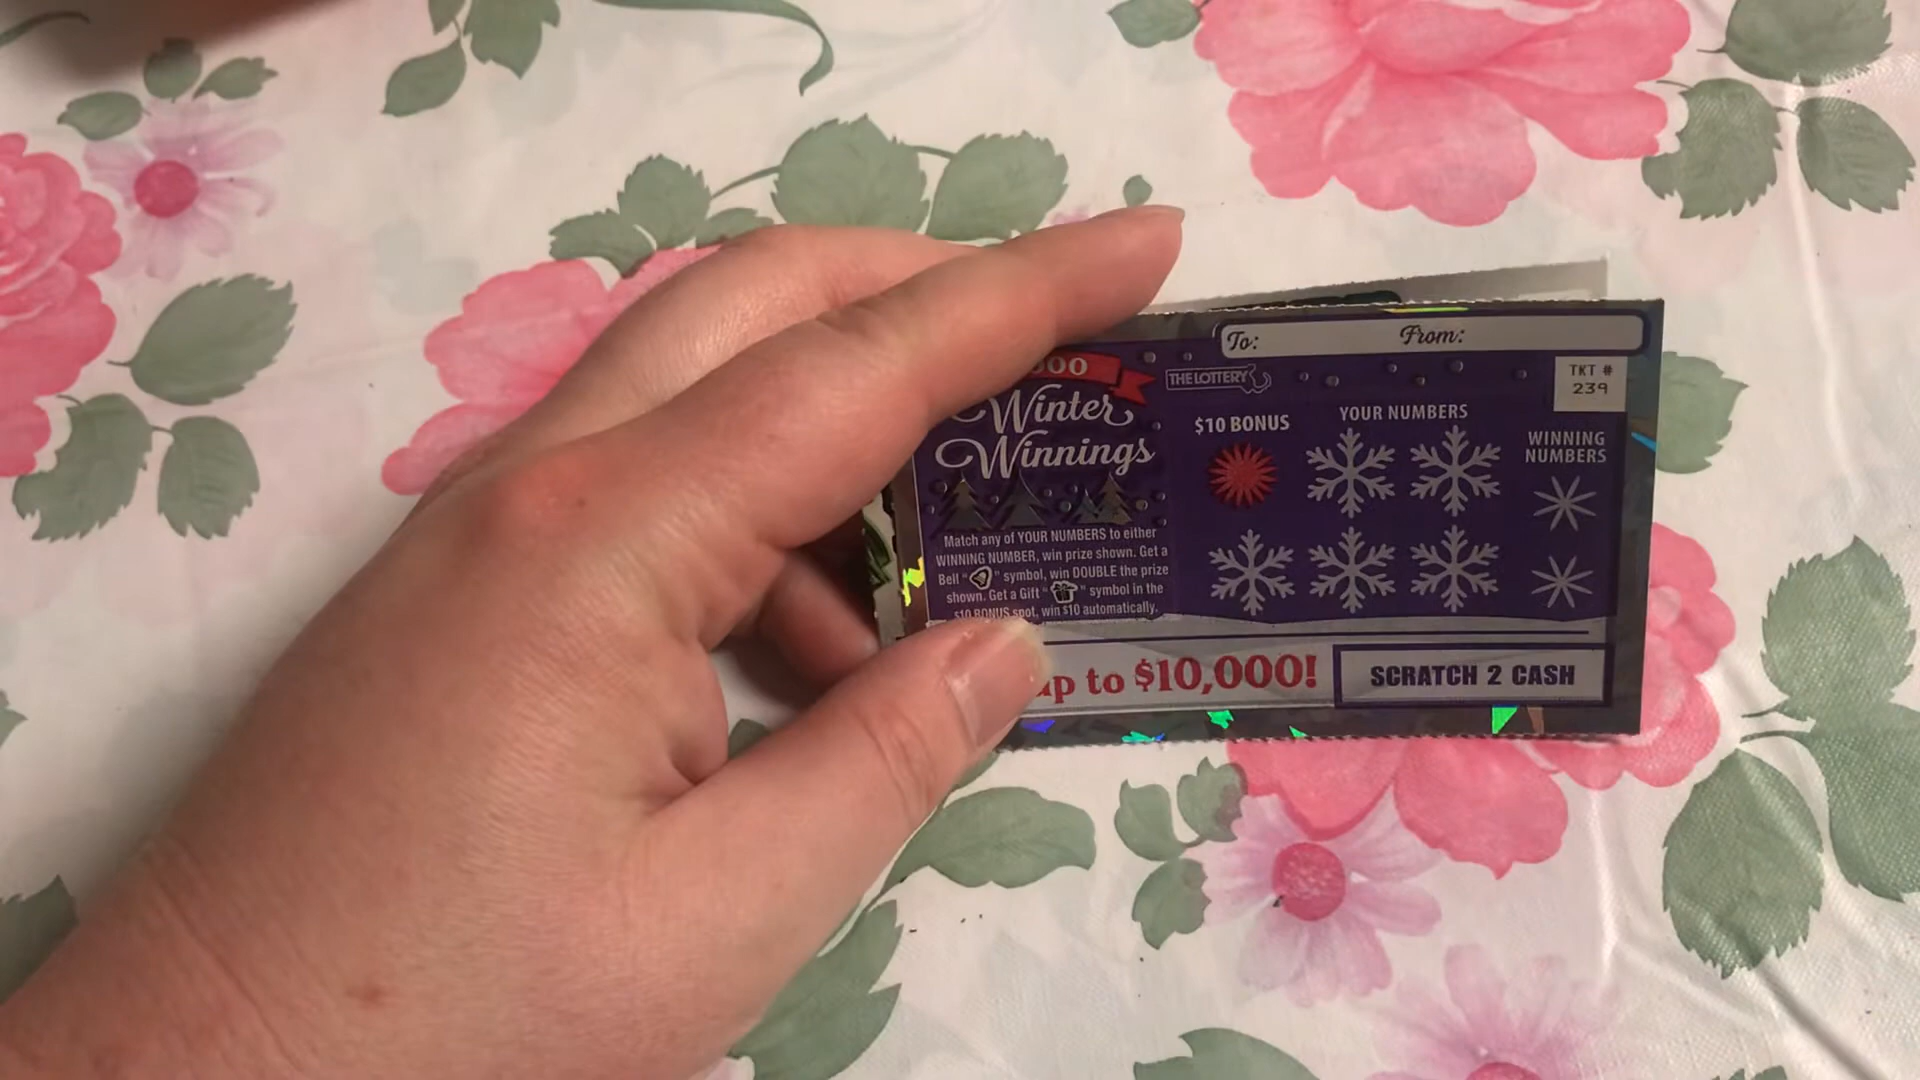 To: From:
000
Winter
Winnings
THE LOTTERY
TKT #
239
$10 BONUS
YOUR NUMBERS
WINNING
NUMBERS
Match any of YOUR NUMBERS to either
WINNING NUMBER, win prize shown. Get a
Bell " " symbol, win DOUBLE the prize
shown. Get a Gift " " symbol in the
$10 BONUS spot, win $10 automatically.
up to $10,000!
SCRATCH 2 CASH